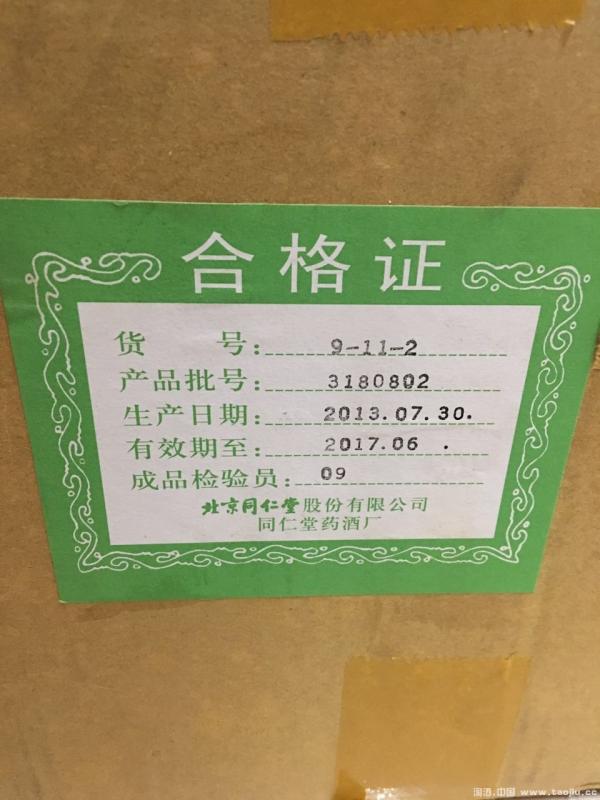 合格证
货 号: 9-11-2
产品批号: 3180802
生产日期: 2013.07.30.
有效期至: 2017.06 .
成品检验员: 09
北京同仁堂股份有限公司
同仁堂药酒厂
淘酒.中国 www.taojiu.cc